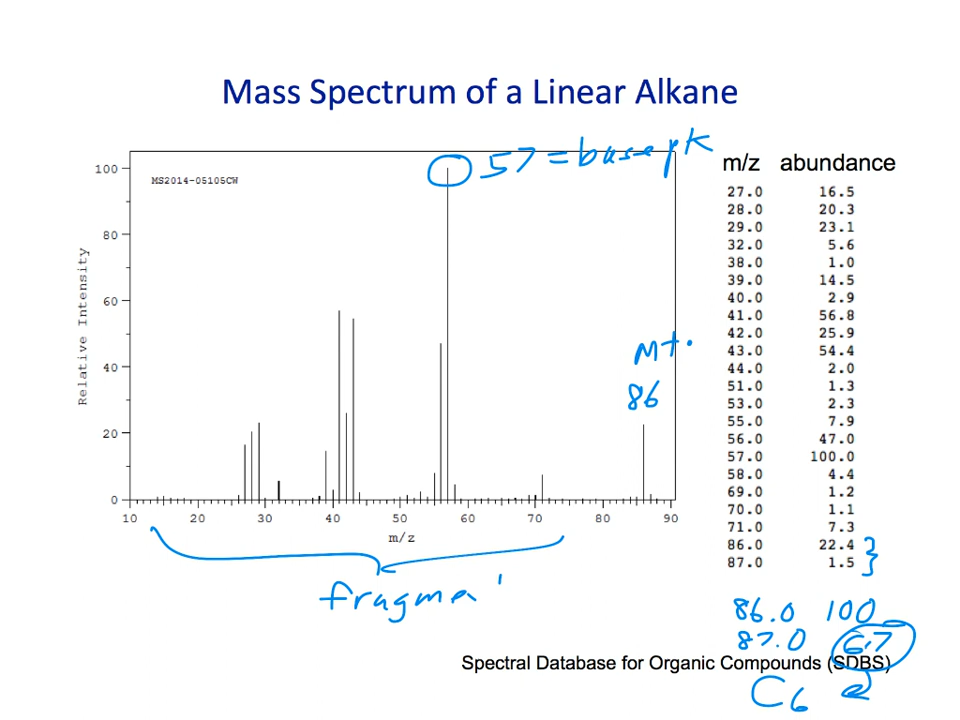 Mass Spectrum of a Linear Alkane
57 = base pk
MS2014-05105CW
Relative Intensity
100
80
60
40
20
0
10 20 30 40 50 60 70 80 90
m/z
M+•
86
m/z abundance
27.0 16.5
28.0 20.3
29.0 23.1
32.0 5.6
38.0 1.0
39.0 14.5
40.0 2.9
41.0 56.8
42.0 25.9
43.0 54.4
44.0 2.0
51.0 1.3
53.0 2.3
55.0 7.9
56.0 47.0
57.0 100.0
58.0 4.4
69.0 1.2
70.0 1.1
71.0 7.3
86.0 22.4
87.0 1.5
fragma
86.0 100
87.0 6.7
Spectral Database for Organic Compounds (SDBS)
C6